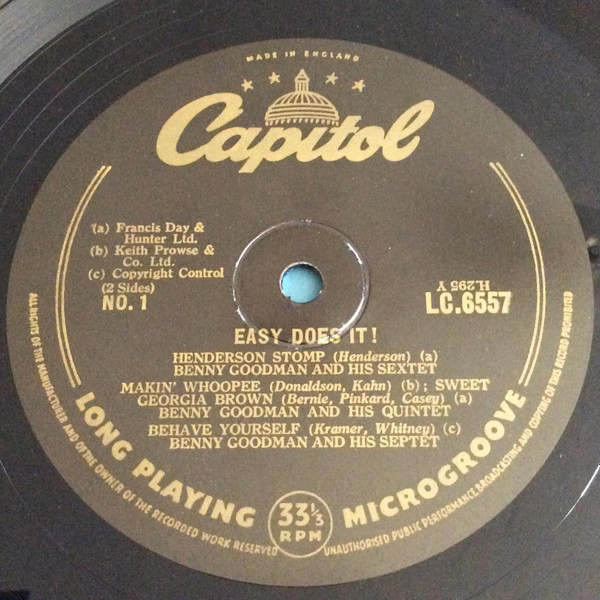 MADE IN ENGLAND
Capitol
(a) Francis Day &
Hunter Ltd.
(b) Keith Prowse &
Co. Ltd.
(c) Copyright Control
(2 Sides)
NO. 1
H.295 Y
LC.6557
EASY DOES IT!
HENDERSON STOMP (Henderson) (a)
BENNY GOODMAN AND HIS SEXTET
MAKIN' WHOOPEE (Donaldson, Kahn) (b); SWEET
GEORGIA BROWN (Bernie, Pinkard, Casey) (a)
BENNY GOODMAN AND HIS QUINTET
BEHAVE YOURSELF (Kramer, Whitney) (c)
BENNY GOODMAN AND HIS SEPTET
LONG PLAYING
33⅓
RPM
MICROGROOVE
ALL RIGHTS OF THE MANUFACTURER AND OF THE OWNER OF THE RECORDED WORK RESERVED
UNAUTHORISED PUBLIC PERFORMANCE, BROADCASTING AND COPYING OF THIS RECORD PROHIBITED